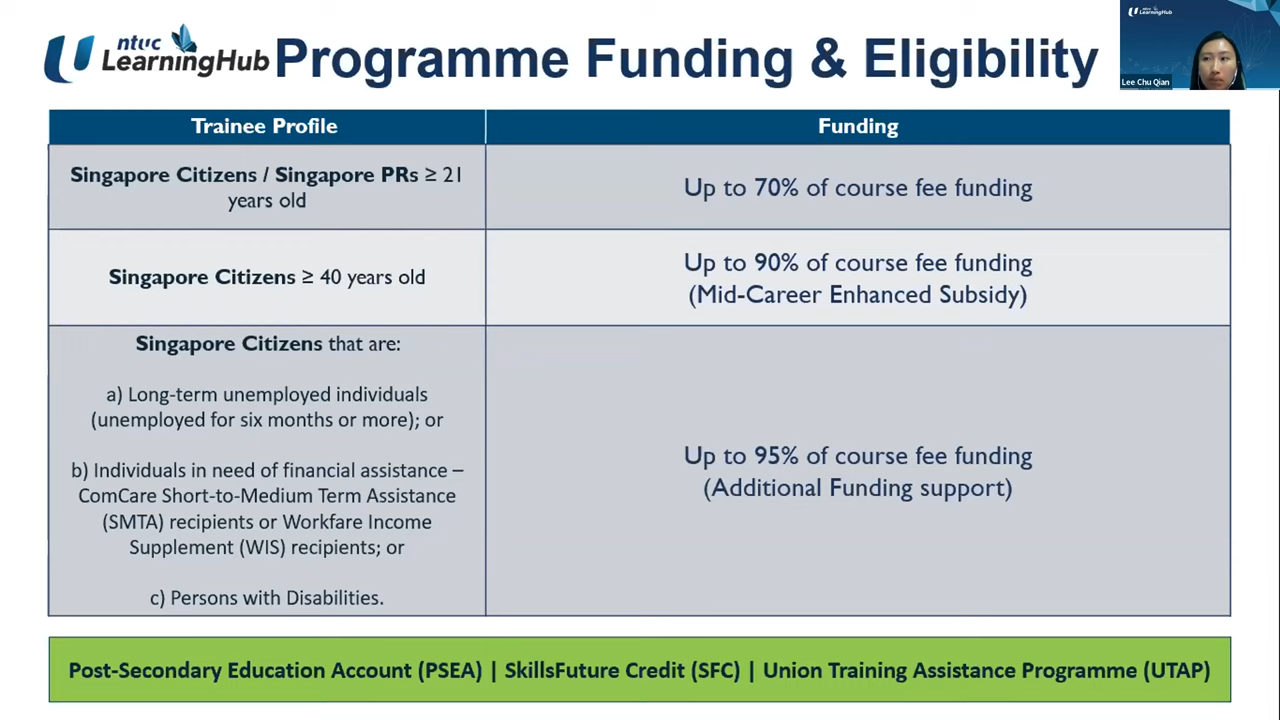 ntuc
LearningHub
Programme Funding & Eligibility
ntuc
LearningHub
Lee Chu Qian
Trainee Profile
Funding
Singapore Citizens / Singapore PRs ≥ 21
years old
Up to 70% of course fee funding
Singapore Citizens ≥ 40 years old
Up to 90% of course fee funding
(Mid-Career Enhanced Subsidy)
Singapore Citizens that are:
a) Long-term unemployed individuals
(unemployed for six months or more); or
b) Individuals in need of financial assistance –
ComCare Short-to-Medium Term Assistance
(SMTA) recipients or Workfare Income
Supplement (WIS) recipients; or
c) Persons with Disabilities.
Up to 95% of course fee funding
(Additional Funding support)
Post-Secondary Education Account (PSEA) | SkillsFuture Credit (SFC) | Union Training Assistance Programme (UTAP)